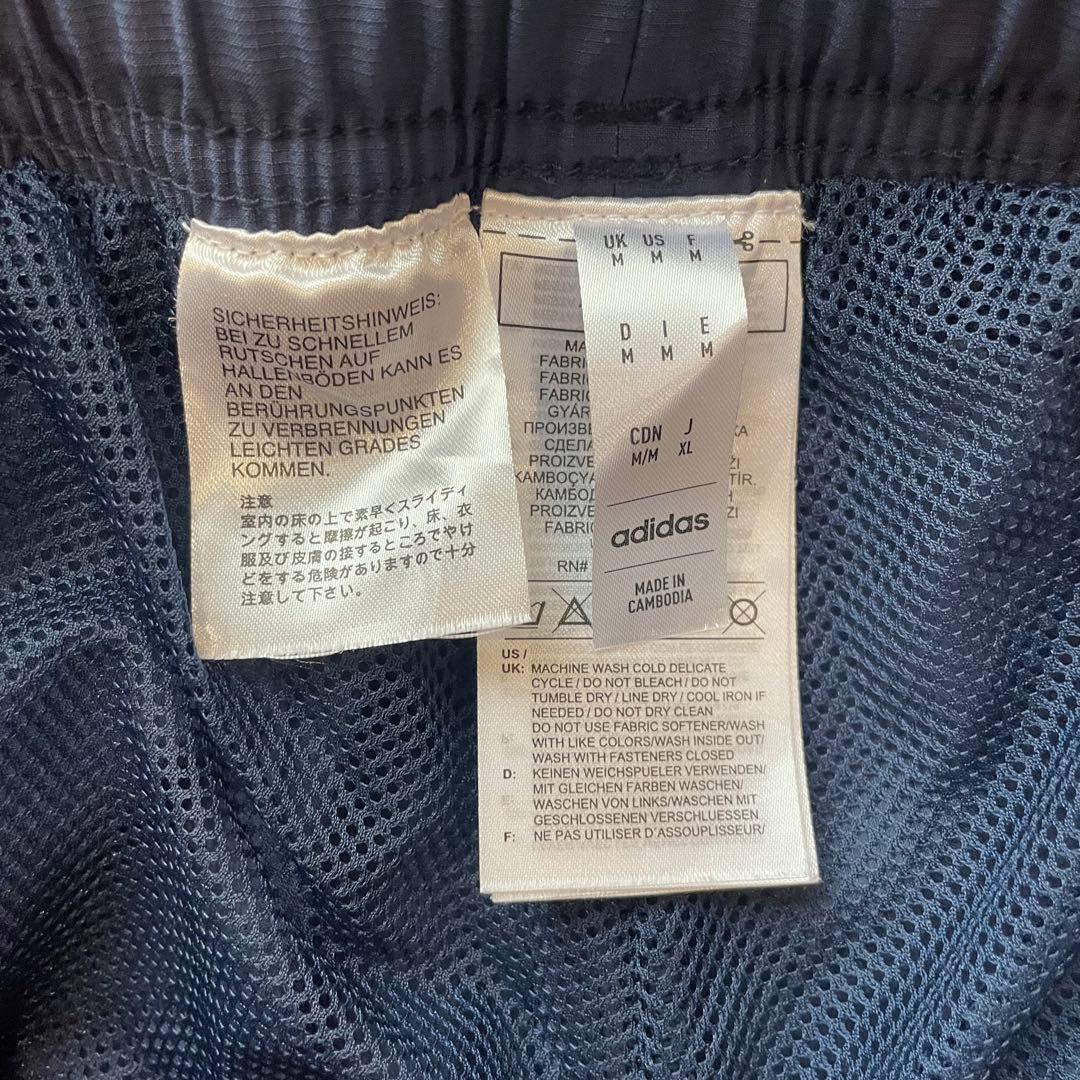 SICHERHEITSHINWEIS:
BEI ZU SCHNELLEM
RUTSCHEN AUF
HALLENBÖDEN KANN ES
AN DEN
BERÜHRUNGSPUNKTEN
ZU VERBRENNUNGEN
LEICHTEN GRADES
KOMMEN.
注意
室内の床の上で素早くスライディ
ングすると摩擦が起こり、床、衣
服及び皮膚の接するところでやけ
どをする危険がありますので十分
注意して下さい。
UK US F
M M M
D I E
M M M
CDN J
M/M XL
adidas
MADE IN
CAMBODIA
RN#
US /
UK: MACHINE WASH COLD DELICATE
CYCLE / DO NOT BLEACH / DO NOT
TUMBLE DRY / LINE DRY / COOL IRON IF
NEEDED / DO NOT DRY CLEAN
DO NOT USE FABRIC SOFTENER/WASH
WITH LIKE COLORS/WASH INSIDE OUT/
WASH WITH FASTENERS CLOSED
D: KEINEN WEICHSPUELER VERWENDEN/
MIT GLEICHEN FARBEN WASCHEN/
WASCHEN VON LINKS/WASCHEN MIT
GESCHLOSSENEN VERSCHLUESSEN
F: NE PAS UTILISER D'ASSOUPLISSEUR/